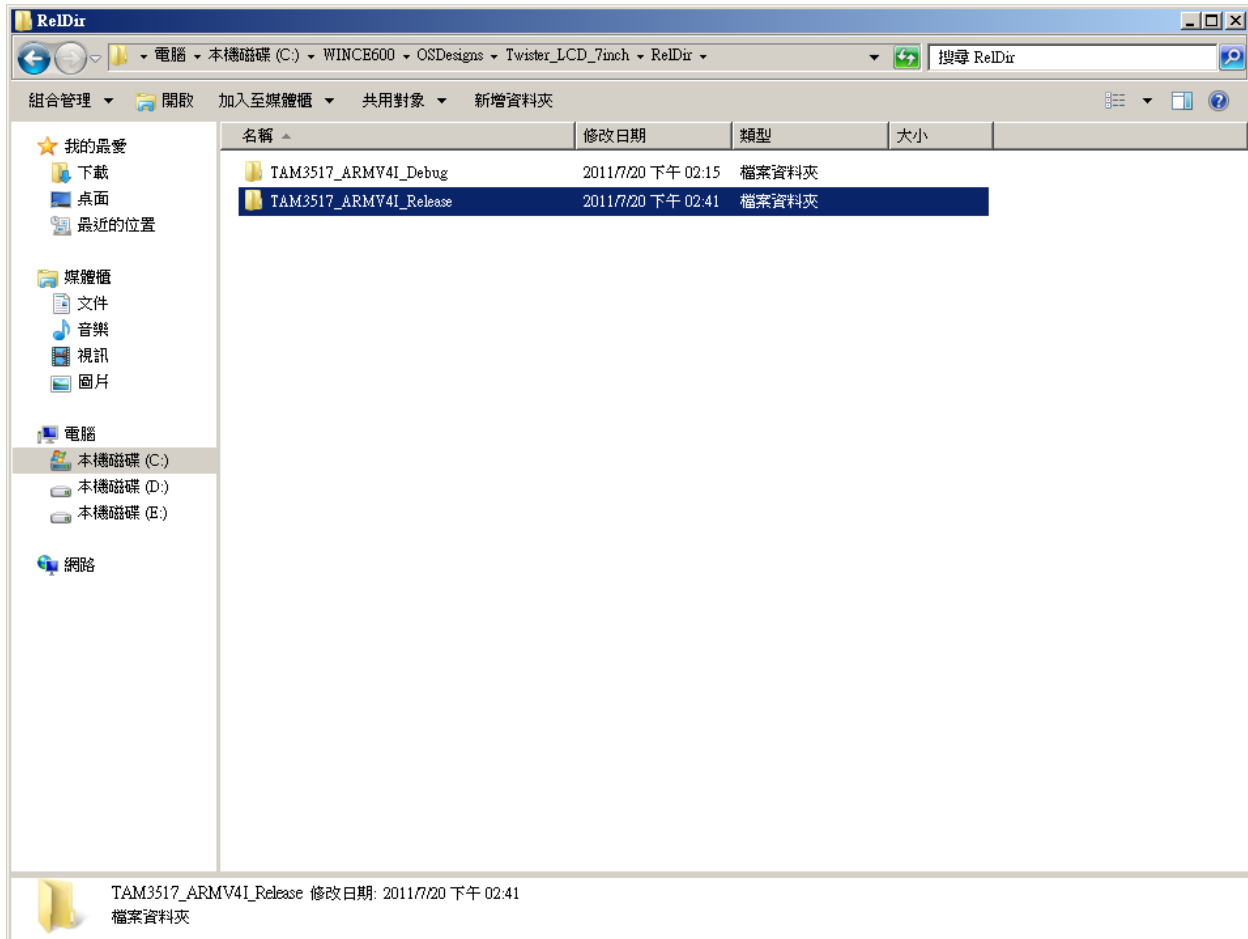 RelDir
電腦 本機磁碟 (C:) WINCE600 OSDesigns Twister_LCD_7inch RelDir
搜尋 RelDir
組合管理 開啟 加入至媒體櫃 共用對象 新增資料夾
我的最愛
下載
桌面
最近的位置
媒體櫃
文件
音樂
視訊
圖片
電腦
本機磁碟 (C:)
本機磁碟 (D:)
本機磁碟 (E:)
網路
名稱 修改日期 類型 大小
TAM3517_ARMV4I_Debug 2011/7/20 下午 02:15 檔案資料夾
TAM3517_ARMV4I_Release 2011/7/20 下午 02:41 檔案資料夾
TAM3517_ARMV4I_Release 修改日期: 2011/7/20 下午 02:41
檔案資料夾